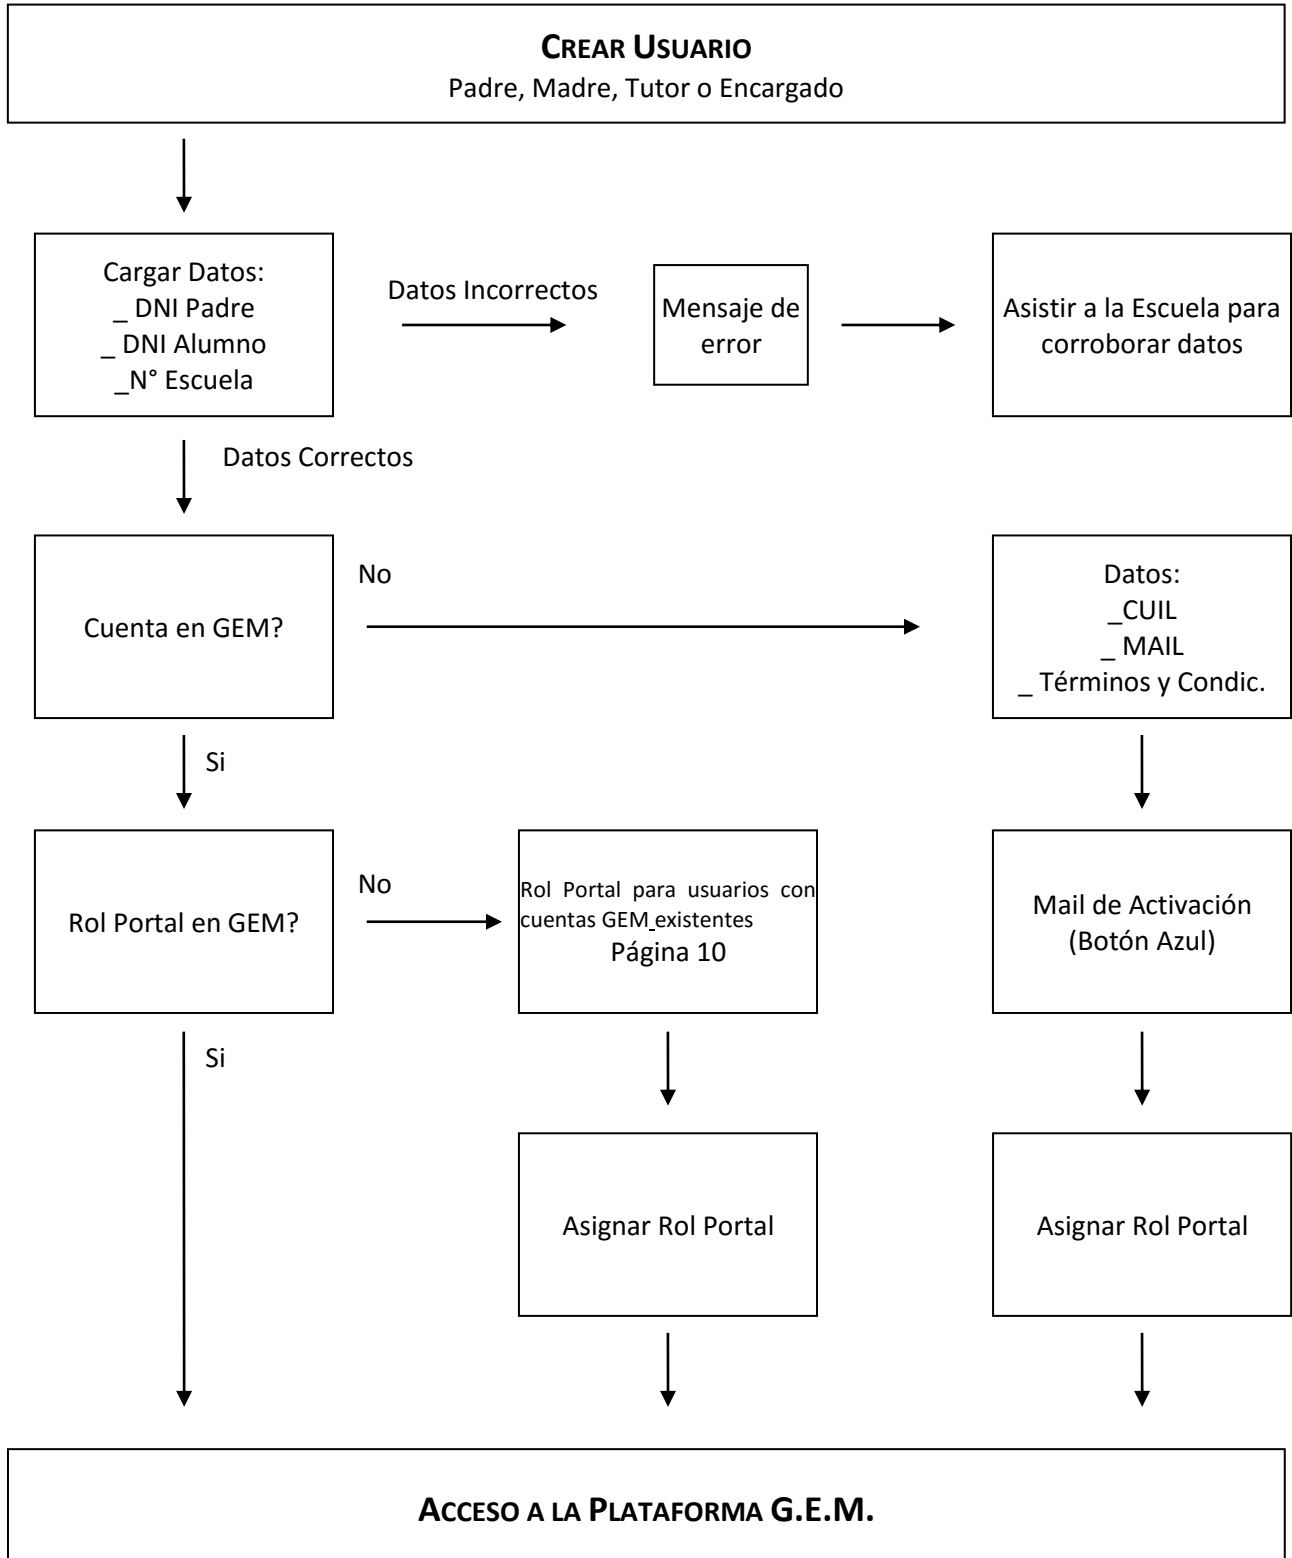 CREAR USUARIO
Padre, Madre, Tutor o Encargado
Cargar Datos:
_ DNI Padre
_ DNI Alumno
_N° Escuela
Datos Incorrectos
Mensaje de
error
Asistir a la Escuela para
corroborar datos
Datos Correctos
Cuenta en GEM?
No
Datos:
_CUIL
_ MAIL
_ Términos y Condic.
Si
Rol Portal en GEM?
No
Rol Portal para usuarios con
cuentas GEM_existentes
Página 10
Mail de Activación
(Botón Azul)
Si
Asignar Rol Portal
Asignar Rol Portal
ACCESO A LA PLATAFORMA G.E.M.